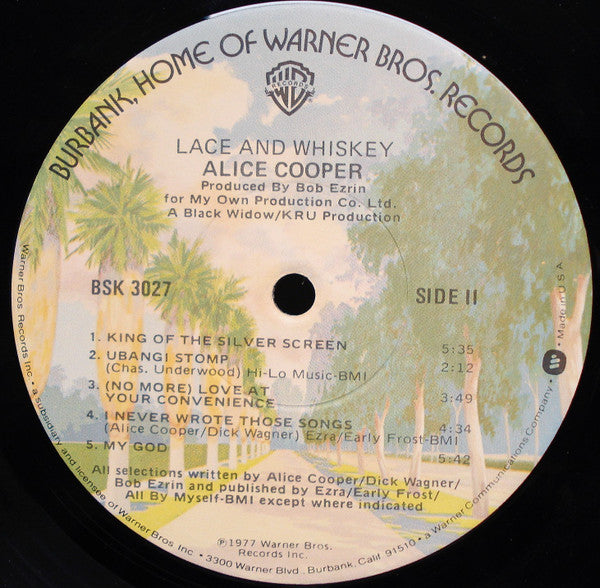 BURBANK, HOME OF WARNER BROS. RECORDS
RECORDS
LACE AND WHISKEY
ALICE COOPER
Produced By Bob Ezrin
for My Own Production Co. Ltd.
A Black Widow/KRU Production
BSK 3027
SIDE II
1. KING OF THE SILVER SCREEN 5:35
2. UBANGI STOMP 2:12
(Chas. Underwood) Hi-Lo Music-BMI
3. (NO MORE) LOVE AT
YOUR CONVENIENCE 3:49
4. I NEVER WROTE THOSE SONGS 4:34
(Alice Cooper/Dick Wagner) Ezra/Early Frost-BMI
5. MY GOD 5:42
All selections written by Alice Cooper/Dick Wagner/
Bob Ezrin and published by Ezra/Early Frost/
All By Myself-BMI except where indicated
℗1977 Warner Bros.
Records Inc.
Warner Bros. Records Inc. • a subsidiary and licensee of Warner Bros Inc. • 3300 Warner Blvd., Burbank, Calif. 91510 • a Warner Communications Company. • Made in U.S.A.